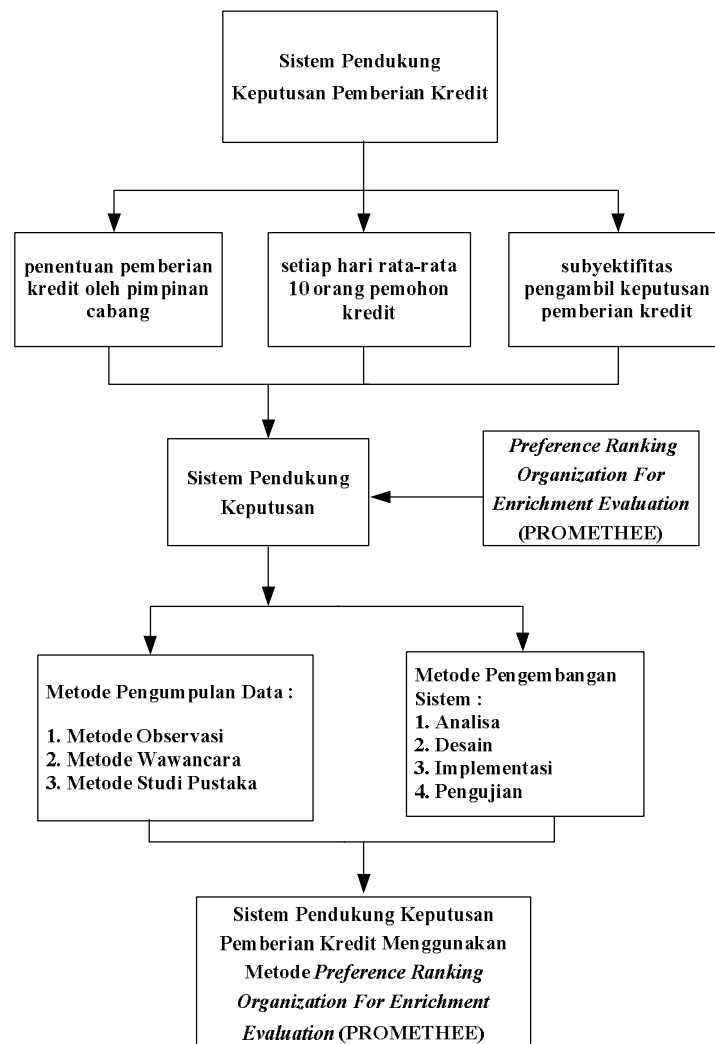 Sistem Pendukung
Keputusan Pemberian Kredit
penentuan pemberian
kredit oleh pimpinan
cabang
setiap hari rata-rata
10 orang pemohon
kredit
subyektifitas
pengambil keputusan
pemberian kredit
Sistem Pendukung
Keputusan
Preference Ranking
Organization For
Enrichment Evaluation
(PROMETHEE)
Metode Pengumpulan Data :
1. Metode Observasi
2. Metode Wawancara
3. Metode Studi Pustaka
Metode Pengembangan
Sistem :
1. Analisa
2. Desain
3. Implementasi
4. Pengujian
Sistem Pendukung Keputusan
Pemberian Kredit Menggunakan
Metode Preference Ranking
Organization For Enrichment
Evaluation (PROMETHEE)